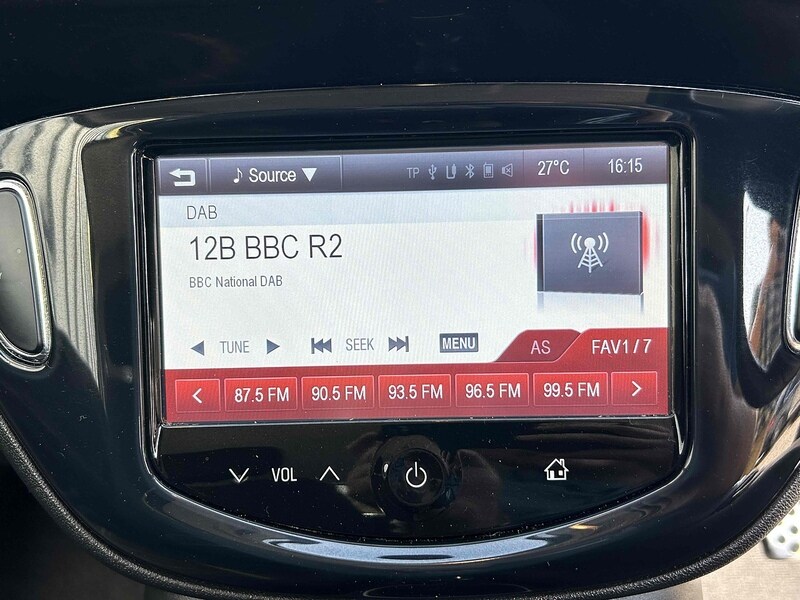 Source
TP 27°C 16:15
DAB
12B BBC R2
BBC National DAB
TUNE SEEK MENU AS FAV1/7
87.5 FM 90.5 FM 93.5 FM 96.5 FM 99.5 FM
VOL